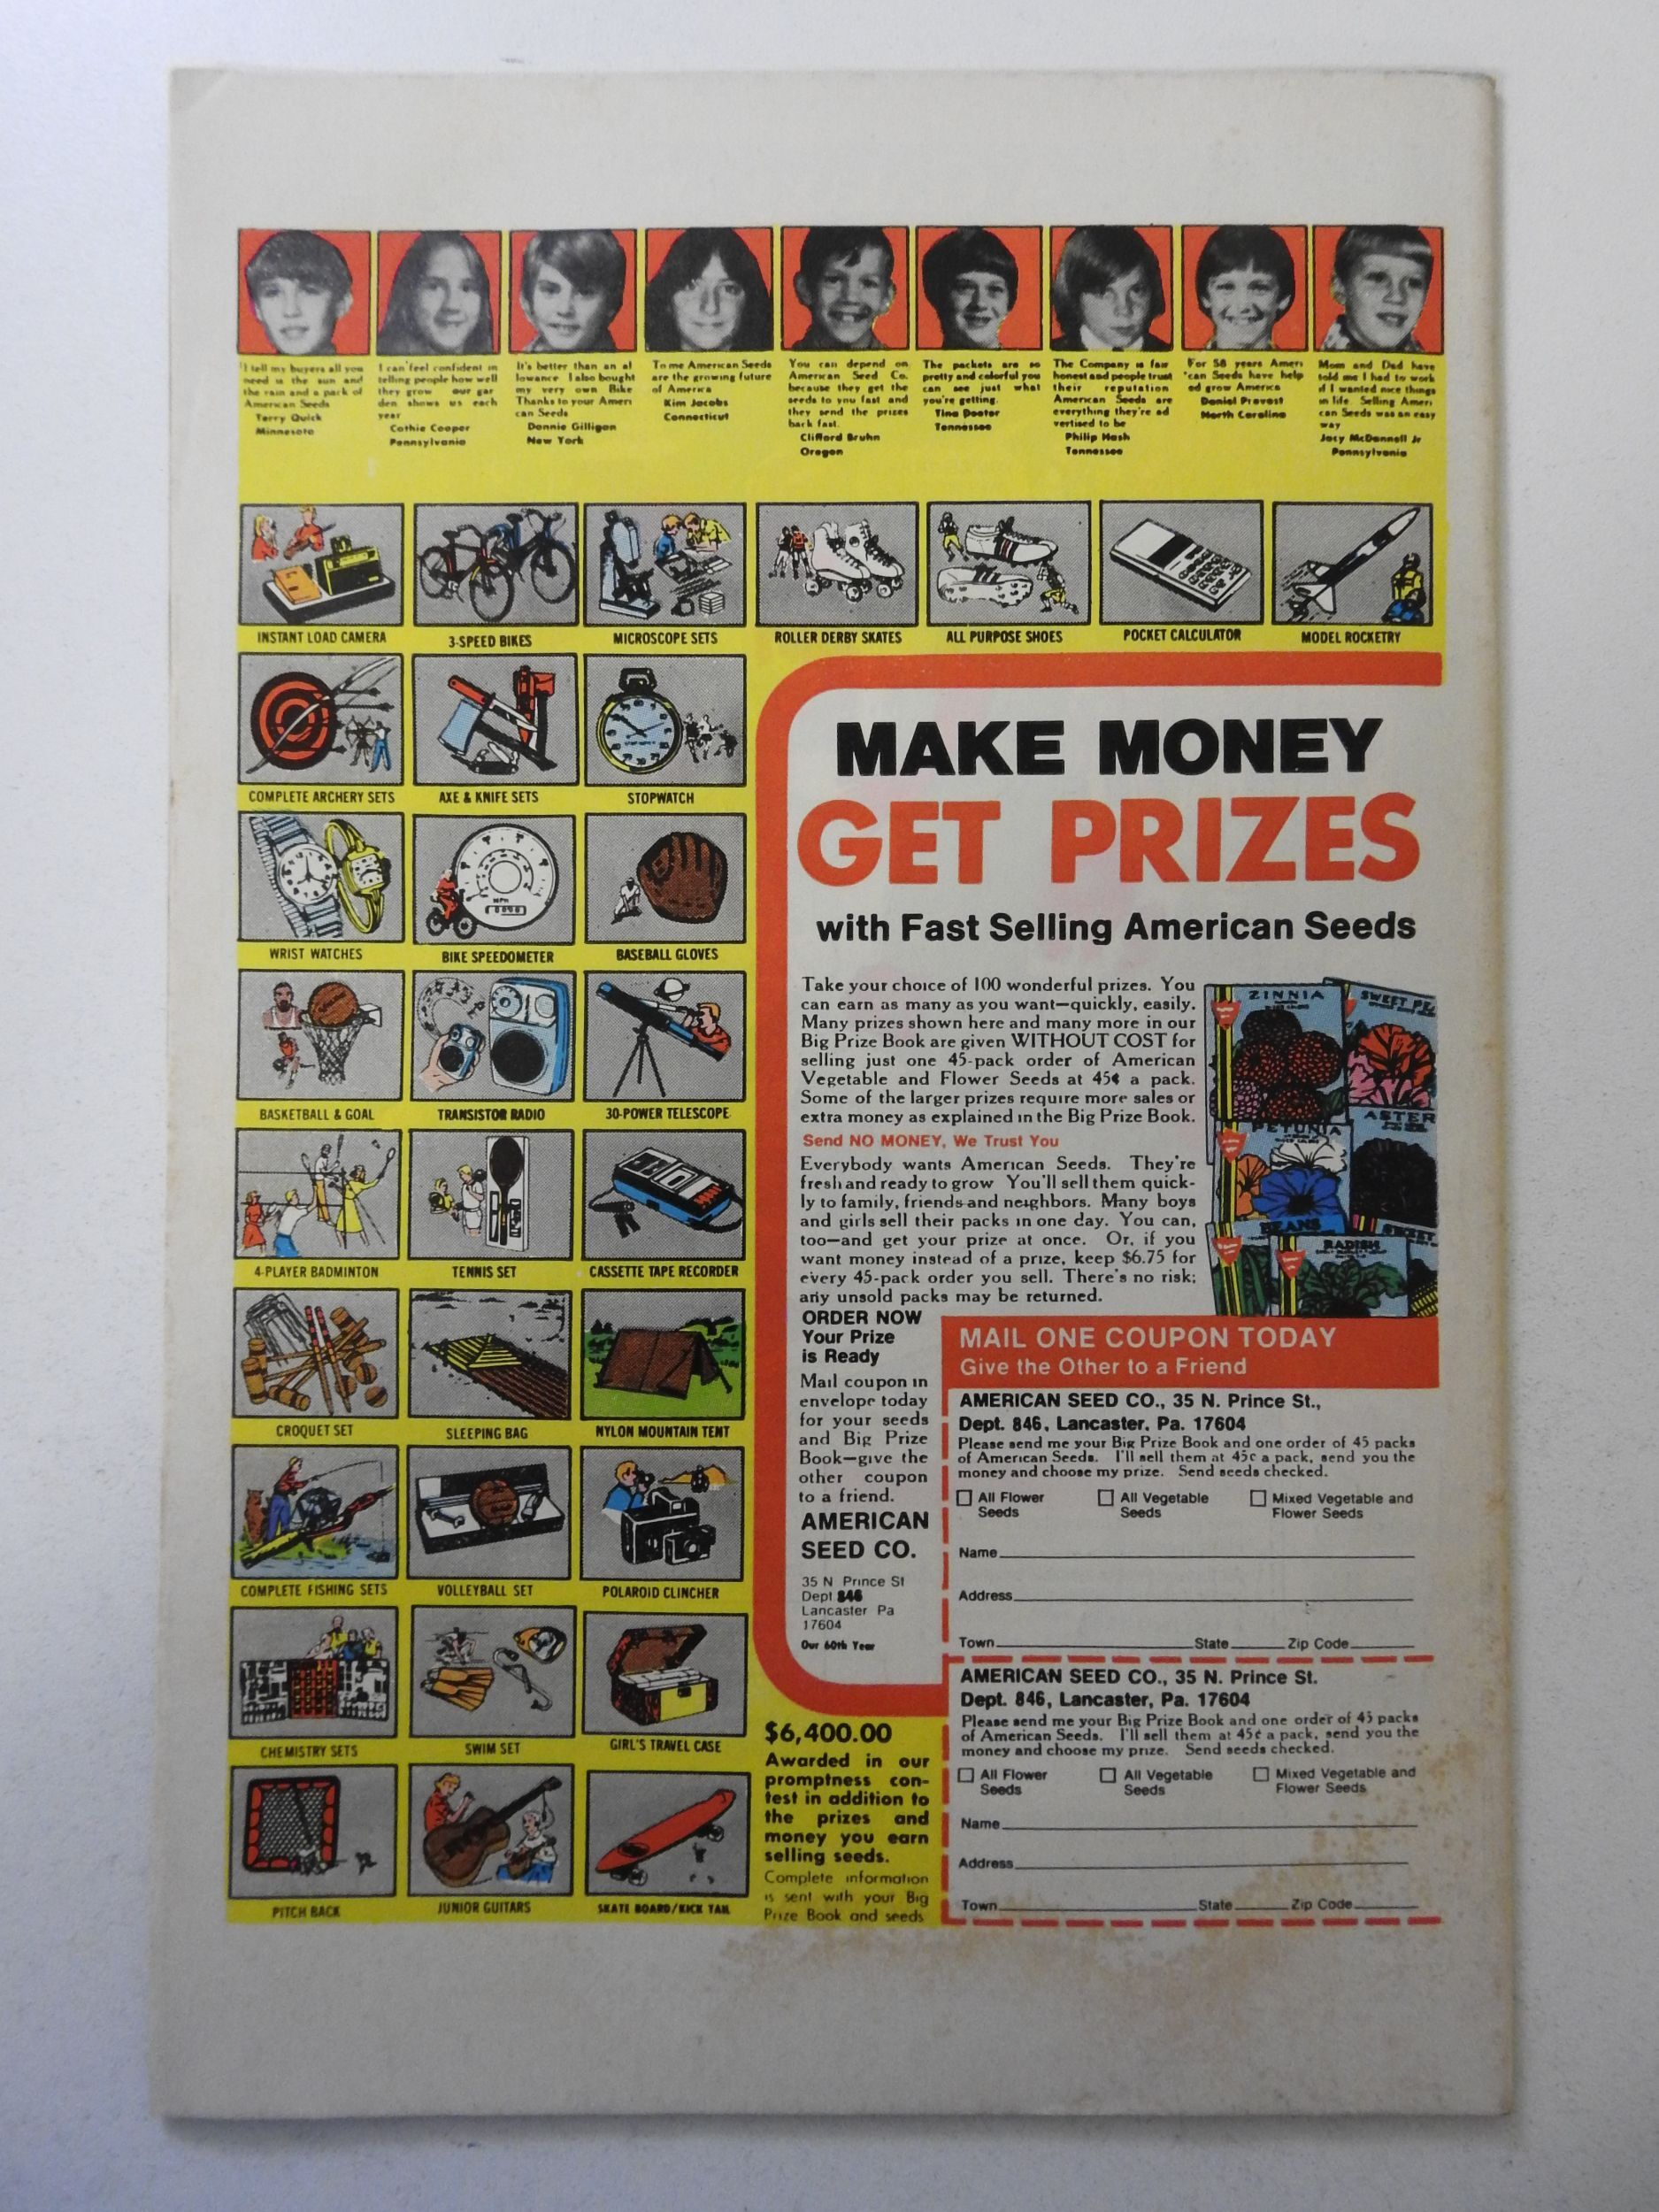 "I tell my buyers all you
need is the sun and
the rain and a pack of
American Seeds
Terry Quick
Minnesota
I can feel confident in
telling people how well
they grow our gar
den shows us each
year
Cathie Cooper
Pennsylvania
It's better than an al
lowance I also bought
my very own Bike
Thanks to your Ameri
can Seeds
Donnie Gilligan
New York
To me American Seeds
are the growing future
of America
Kim Jacobs
Connecticut
You can depend on
American Seed Co.
because they get the
seeds to you fast and
they send the prizes
back fast.
Clifford Bruhn
Oregon
The packets are so
pretty and colorful you
can see just what
you're getting.
Tina Deator
Tennessee
The Company is fair
honest and people trust
their reputation
American Seeds are
everything they're ad
vertised to be
Philip Hash
Tennessee
For 58 years Ameri
can Seeds have help
ed grow America
Daniel Provost
North Carolina
Mom and Dad have
told me I had to work
if I wanted nice things
in life Selling Ameri
can Seeds was an easy
way
Jacy McDonnell Jr
Pennsylvania
INSTANT LOAD CAMERA
3-SPEED BIKES
MICROSCOPE SETS
ROLLER DERBY SKATES
ALL PURPOSE SHOES
POCKET CALCULATOR
MODEL ROCKETRY
COMPLETE ARCHERY SETS
AXE & KNIFE SETS
STOPWATCH
WRIST WATCHES
MPH
BIKE SPEEDOMETER
BASEBALL GLOVES
BASKETBALL & GOAL
TRANSISTOR RADIO
30-POWER TELESCOPE
4-PLAYER BADMINTON
TENNIS SET
CASSETTE TAPE RECORDER
CROQUET SET
SLEEPING BAG
NYLON MOUNTAIN TENT
COMPLETE FISHING SETS
VOLLEYBALL SET
POLAROID CLINCHER
CHEMISTRY SETS
SWIM SET
GIRL'S TRAVEL CASE
PITCH BACK
JUNIOR GUITARS
SKATE BOARD/KICK TAIL
MAKE MONEY
GET PRIZES
with Fast Selling American Seeds
Take your choice of 100 wonderful prizes. You
can earn as many as you want—quickly, easily.
Many prizes shown here and many more in our
Big Prize Book are given WITHOUT COST for
selling just one 45-pack order of American
Vegetable and Flower Seeds at 45¢ a pack.
Some of the larger prizes require more sales or
extra money as explained in the Big Prize Book.
Send NO MONEY, We Trust You
Everybody wants American Seeds. They're
fresh and ready to grow You'll sell them quick-
ly to family, friends and neighbors. Many boys
and girls sell their packs in one day. You can,
too—and get your prize at once. Or, if you
want money instead of a prize, keep $6.75 for
every 45-pack order you sell. There's no risk;
any unsold packs may be returned.
ZINNIA
SWEET PE
ASTER
PETUNIA
BEANS
RADISH
SWEET
ORDER NOW
Your Prize
is Ready
Mail coupon in
envelope today
for your seeds
and Big Prize
Book—give the
other coupon
to a friend.
AMERICAN
SEED CO.
35 N Prince St
Dept 846
Lancaster Pa
17604
Our 60th Year
MAIL ONE COUPON TODAY
Give the Other to a Friend
AMERICAN SEED CO., 35 N. Prince St.,
Dept. 846, Lancaster, Pa. 17604
Please send me your Big Prize Book and one order of 45 packs
of American Seeds. I'll sell them at 45¢ a pack, send you the
money and choose my prize. Send seeds checked.
All Flower Seeds
All Vegetable Seeds
Mixed Vegetable and Flower Seeds
Name
Address
Town State Zip Code
AMERICAN SEED CO., 35 N. Prince St.
Dept. 846, Lancaster, Pa. 17604
Please send me your Big Prize Book and one order of 45 packs
of American Seeds. I'll sell them at 45¢ a pack, send you the
money and choose my prize. Send seeds checked.
All Flower Seeds
All Vegetable Seeds
Mixed Vegetable and Flower Seeds
Name
Address
Town State Zip Code
$6,400.00
Awarded in our
promptness con-
test in addition to
the prizes and
money you earn
selling seeds.
Complete information
is sent with your Big
Prize Book and seeds